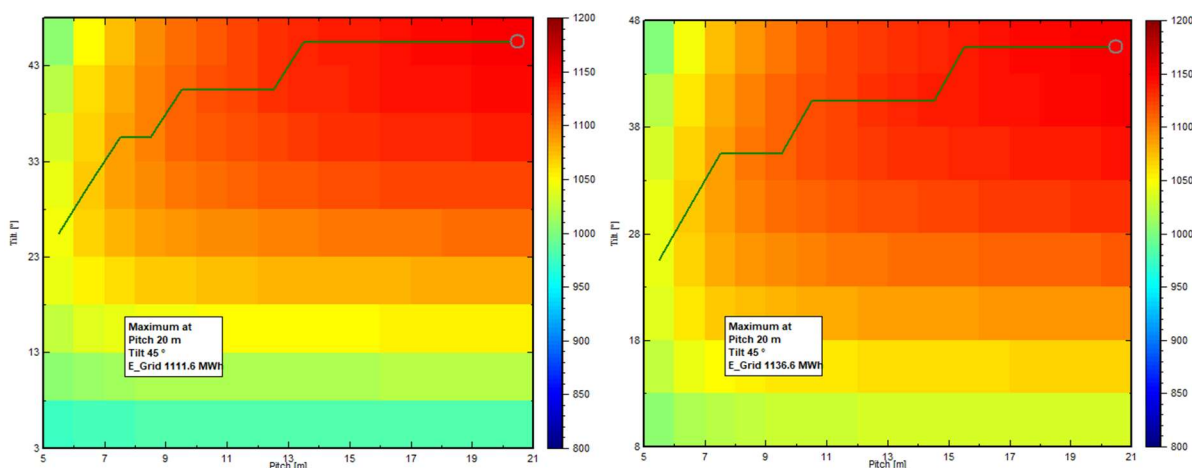 1200
1150
1100
1050
1000
950
900
850
800
43
33
23
13
3
Tilt [°]
Maximum at
Pitch 20 m
Tilt 45 °
E_Grid 1111.6 MWh
5 7 9 11 13 15 17 19 21
Pitch [m]
1200
1150
1100
1050
1000
950
900
850
800
48
38
28
18
8
Tilt [°]
Maximum at
Pitch 20 m
Tilt 45 °
E_Grid 1136.6 MWh
5 7 9 11 13 15 17 19 21
Pitch [m]